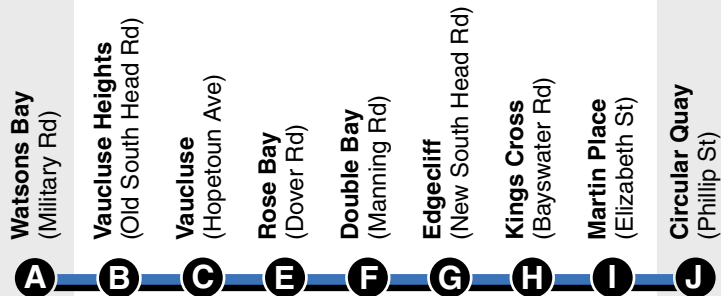 Watsons Bay
(Military Rd)
Vaucluse Heights
(Old South Head Rd)
Vaucluse
(Hopetoun Ave)
Rose Bay
(Dover Rd)
Double Bay
(Manning Rd)
Edgecliff
(New South Head Rd)
Kings Cross
(Bayswater Rd)
Martin Place
(Elizabeth St)
Circular Quay
(Phillip St)
A B C E F G H I J